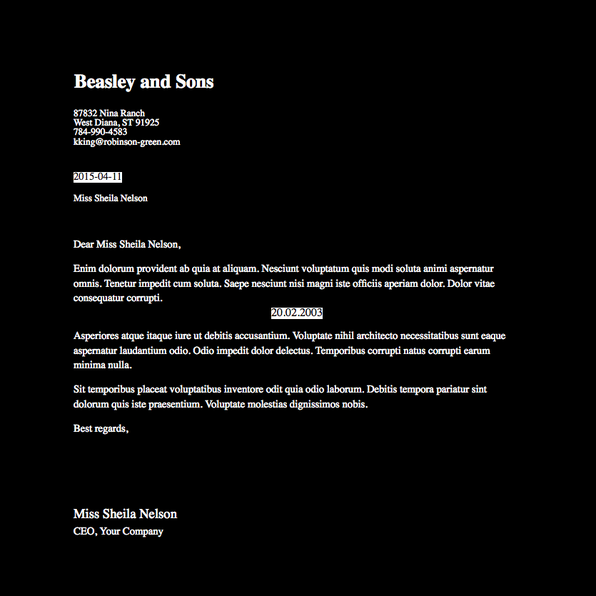 Beasley and Sons
87832 Nina Ranch
West Diana, ST 91925
784-990-4583
kking@robinson-green.com
2015-04-11
Miss Sheila Nelson
Dear Miss Sheila Nelson,
Enim dolorum provident ab quia at aliquam. Nesciunt voluptatum quis modi soluta animi aspernatur
omnis. Tenetur impedit cum soluta. Saepe nesciunt nisi magni iste officiis aperiam dolor. Dolor vitae
consequatur corrupti.
20.02.2003
Asperiores atque itaque iure ut debitis accusantium. Voluptate nihil architecto necessitatibus sunt eaque
aspernatur laudantium odio. Odio impedit dolor delectus. Temporibus corrupti natus corrupti earum
minima nulla.
Sit temporibus placeat voluptatibus inventore odit quia odio laborum. Debitis tempora pariatur sint
dolorum quis iste praesentium. Voluptate molestias dignissimos nobis.
Best regards,
Miss Sheila Nelson
CEO, Your Company